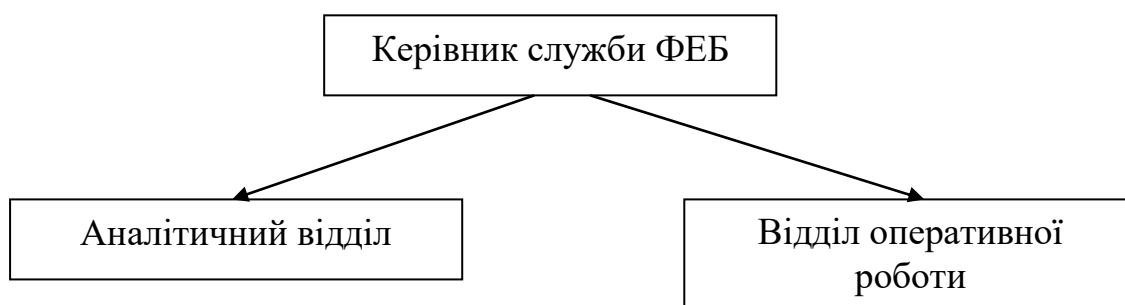 Керівник служби ФЕБ
Аналітичний відділ
Відділ оперативної
роботи